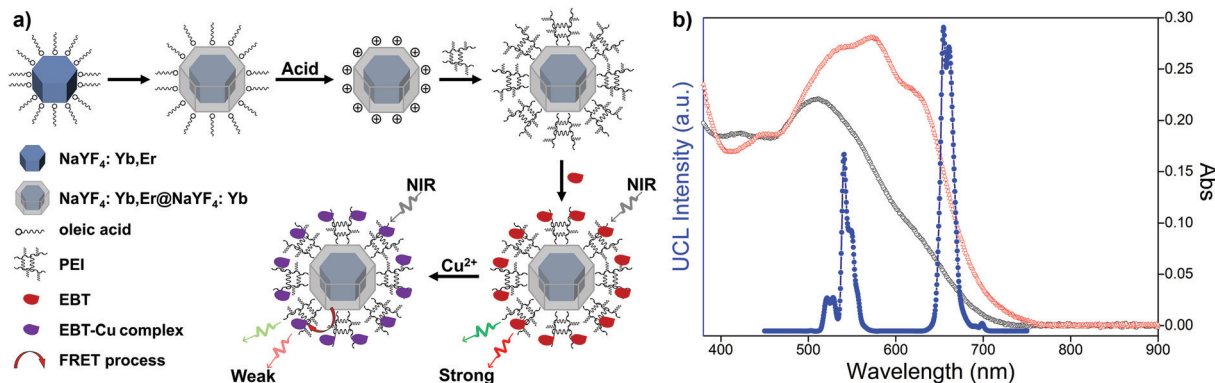 a)
Acid
NaYF4: Yb,Er
NaYF4: Yb,Er@NaYF4: Yb
oleic acid
PEI
EBT
EBT-Cu complex
FRET process
NIR
NIR
Cu2+
Weak
Strong
b)
UCL Intensity (a.u.)
0.30
0.25
0.20
0.15
0.10
0.05
0.00
Abs
400 500 600 700 800 900
Wavelength (nm)